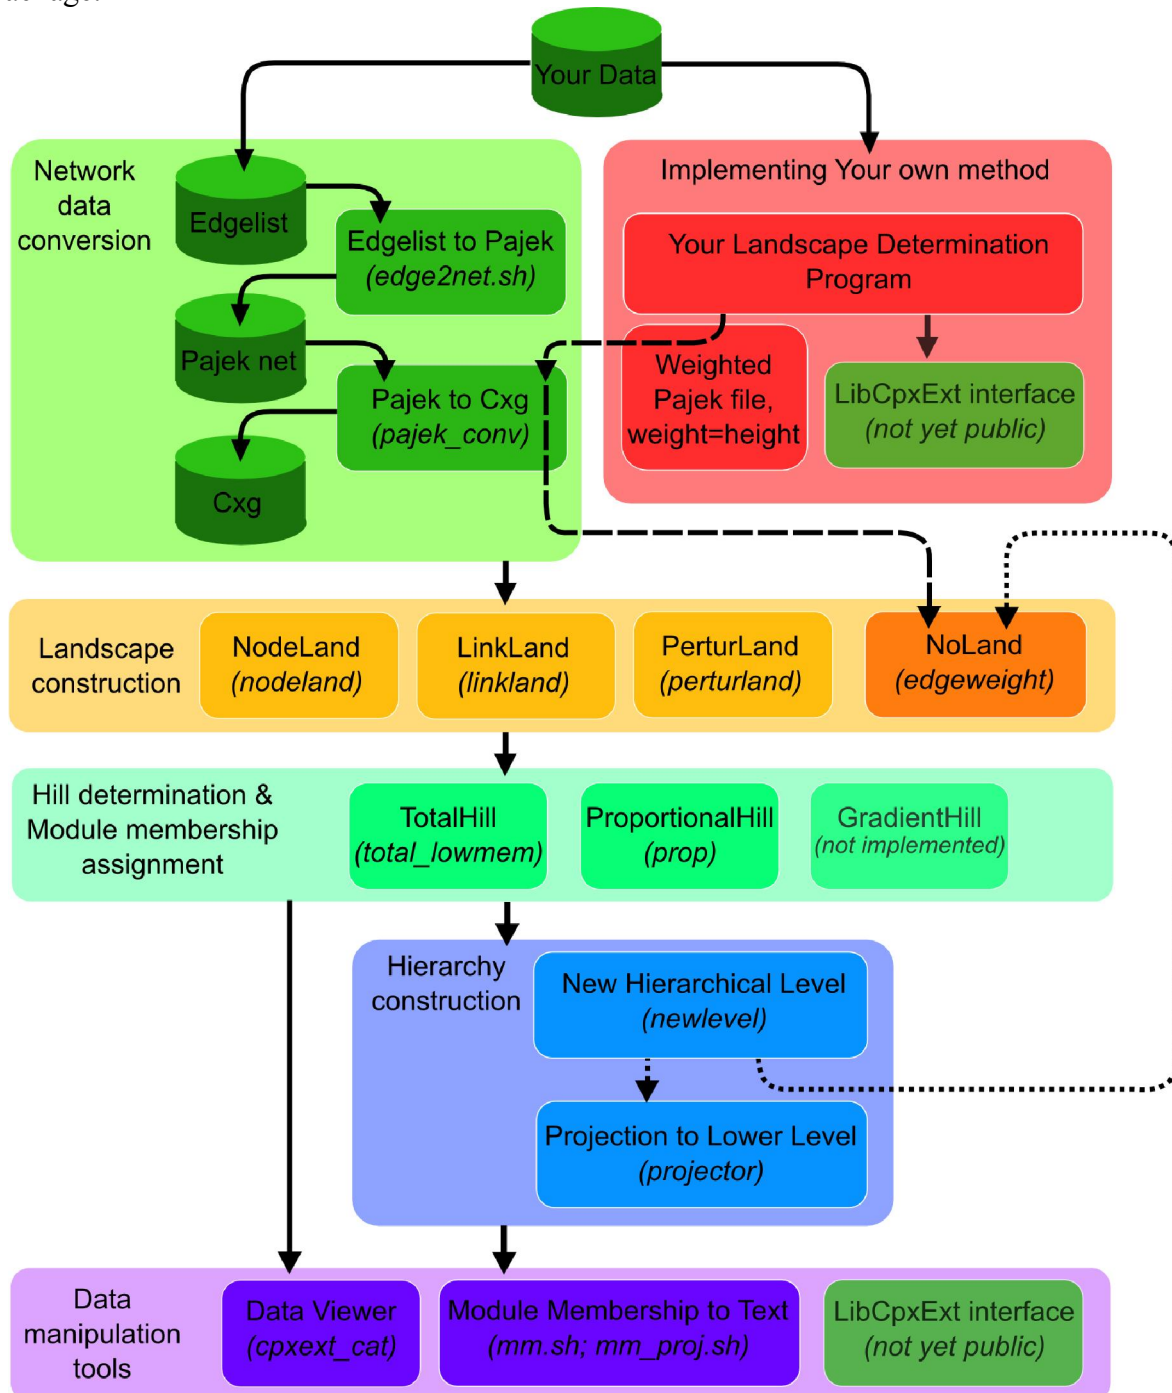 Your Data
Network
data
conversion
Edgelist
Edgelist to Pajek
(edge2net.sh)
Pajek net
Pajek to Cxg
(pajek_conv)
Cxg
Implementing Your own method
Your Landscape Determination
Program
Weighted
Pajek file,
weight=height
LibCpxExt interface
(not yet public)
Landscape
construction
NodeLand
(nodeland)
LinkLand
(linkland)
PerturLand
(perturland)
NoLand
(edgeweight)
Hill determination &
Module membership
assignment
TotalHill
(total_lowmem)
ProportionalHill
(prop)
GradientHill
(not implemented)
Hierarchy
construction
New Hierarchical Level
(newlevel)
Projection to Lower Level
(projector)
Data
manipulation
tools
Data Viewer
(cpxext_cat)
Module Membership to Text
(mm.sh; mm_proj.sh)
LibCpxExt interface
(not yet public)